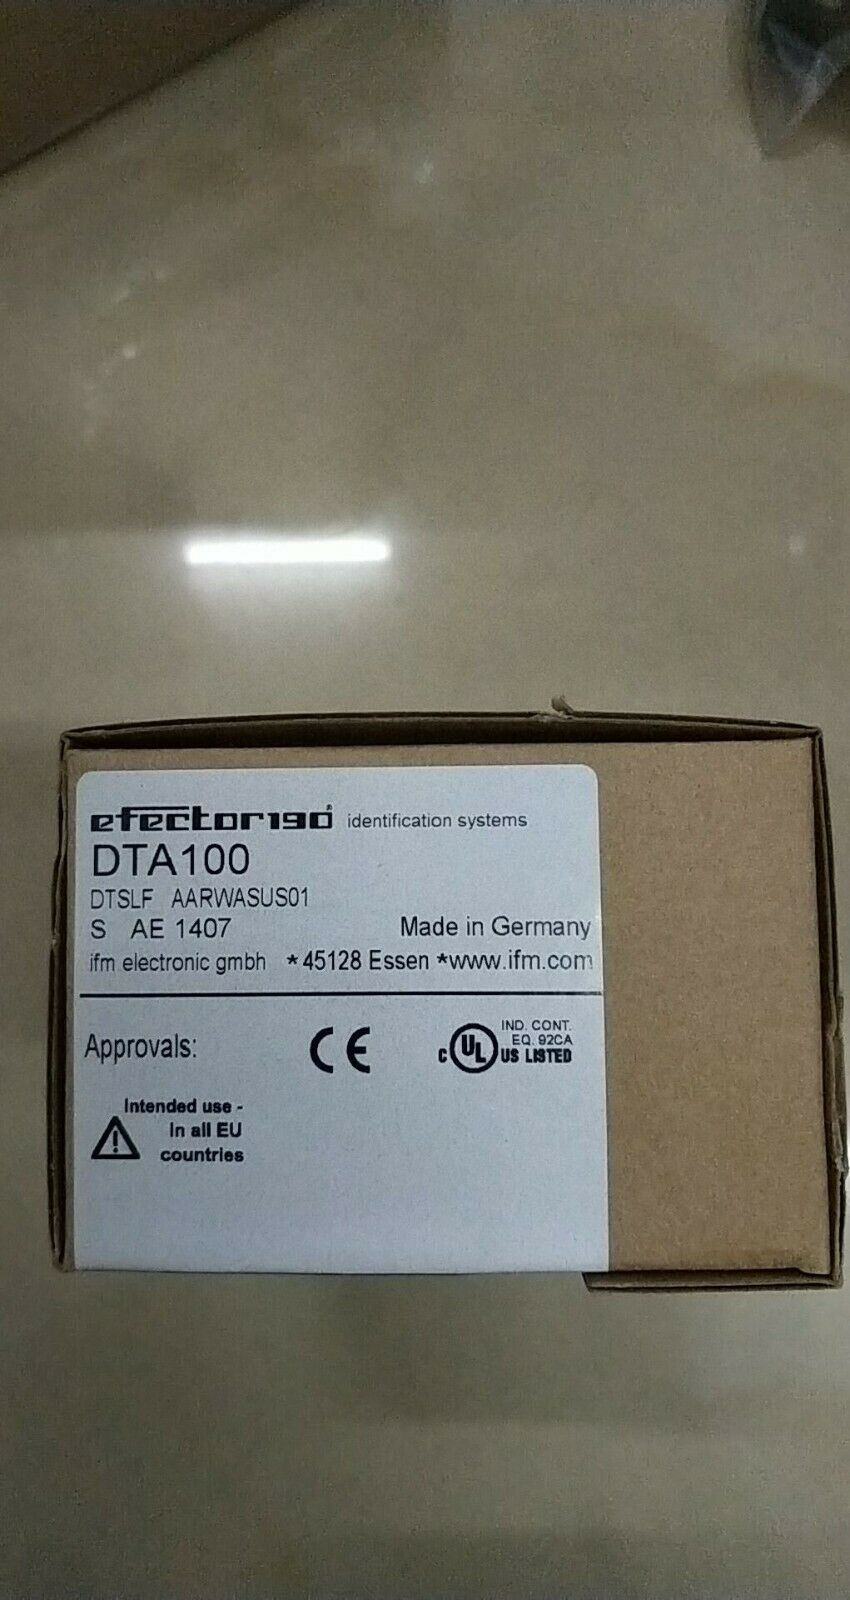 efector190® identification systems
DTA100
DTSLF AARWASUS01
S AE 1407 Made in Germany
ifm electronic gmbh *45128 Essen *www.ifm.com
Approvals: CE C UL US LISTED
IND. CONT.
EQ. 92CA
Intended use -
In all EU
countries